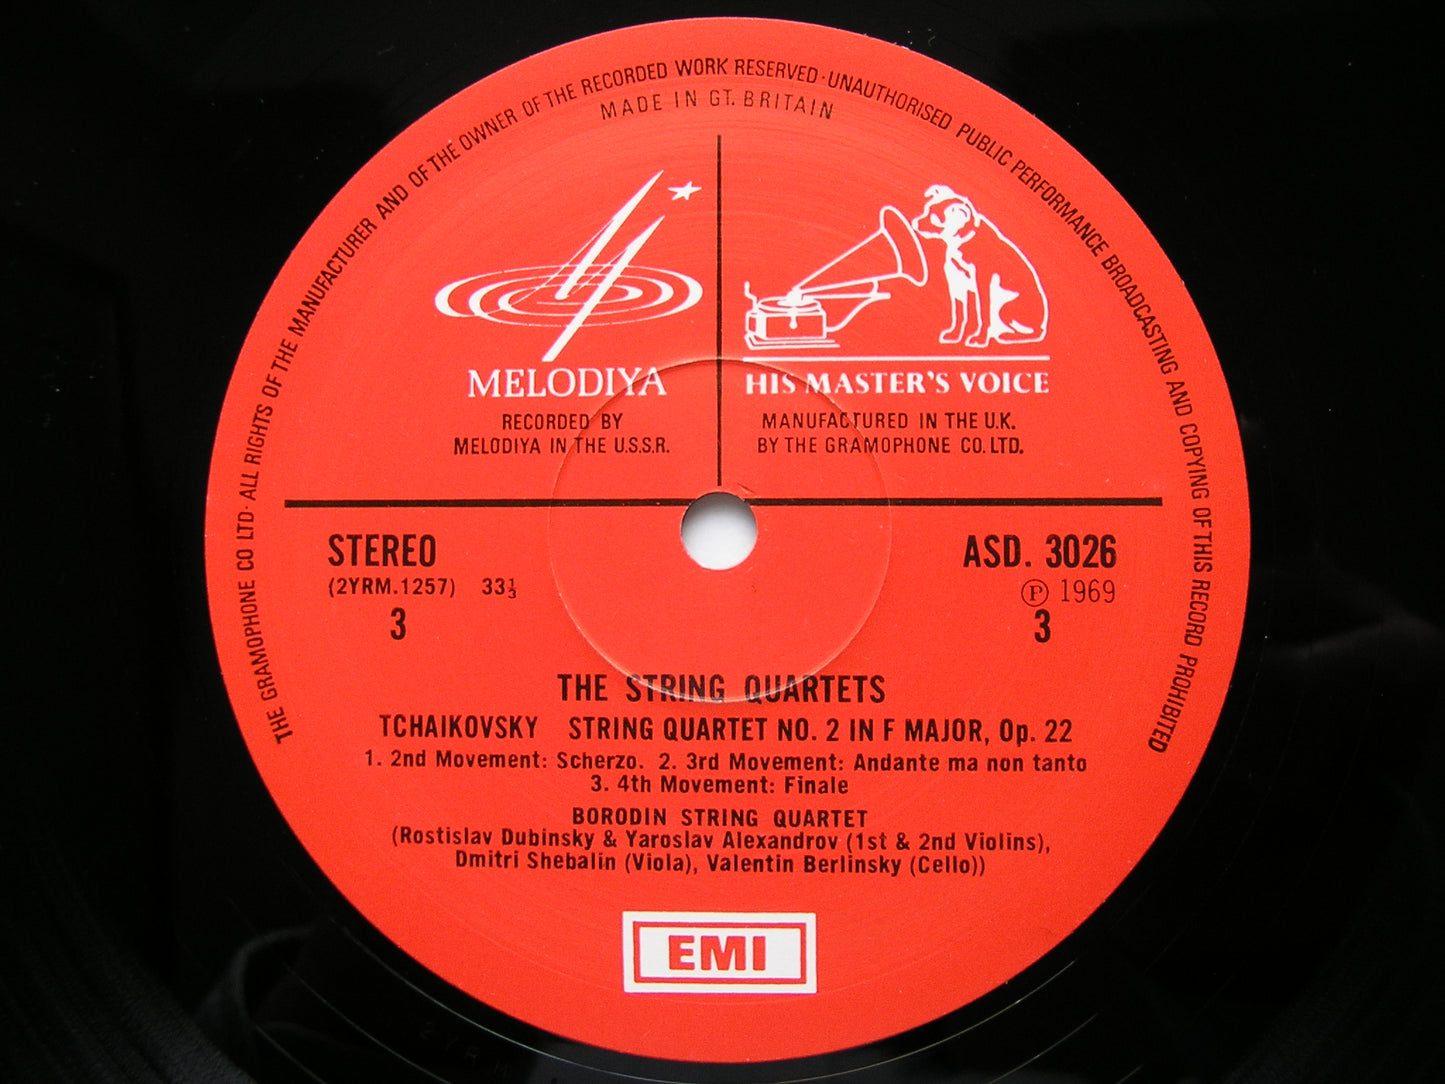 THE GRAMOPHONE CO LTD· ALL RIGHTS OF THE MANUFACTURER AND OF THE OWNER OF THE RECORDED WORK RESERVED·UNAUTHORISED PUBLIC PERFORMANCE BROADCASTING AND COPYING OF THIS RECORD PROHIBITED
MADE IN GT. BRITAIN
MELODIYA
RECORDED BY
MELODIYA IN THE U.S.S.R.
HIS MASTER'S VOICE
MANUFACTURED IN THE U.K.
BY THE GRAMOPHONE CO. LTD.
STEREO
(2YRM.1257) 33⅓
3
ASD. 3026
Ⓟ 1969
3
THE STRING QUARTETS
TCHAIKOVSKY STRING QUARTET NO. 2 IN F MAJOR, Op. 22
1. 2nd Movement: Scherzo. 2. 3rd Movement: Andante ma non tanto
3. 4th Movement: Finale
BORODIN STRING QUARTET
(Rostislav Dubinsky & Yaroslav Alexandrov (1st & 2nd Violins),
Dmitri Shebalin (Viola), Valentin Berlinsky (Cello))
EMI